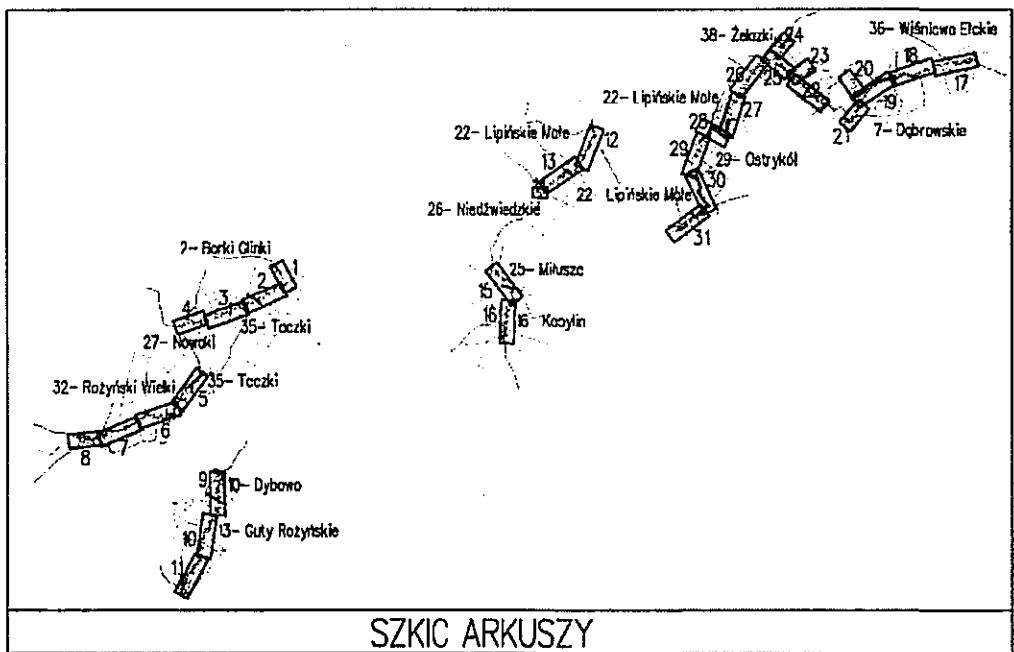 36- Wiśniowo Ełckie
38- Żelazki
24
23
18
17
20
19
21
7- Dąbrowskie
25
26
22- Lipińskie Małe
27
28
29
29- Ostrykół
30
31
22- Lipińskie Małe
12
13
22 Lipińskie Małe
26- Niedźwiedzkie
25- Miłusze
15
16
16- Kobylin
2- Borki Glinki
1
2
3
4
35- Taczki
27- Nowaki
32- Rożyński Wielki
35- Taczki
5
6
7
8
9
10- Dybowo
10
13- Guty Rożyńskie
11
SZKIC ARKUSZY